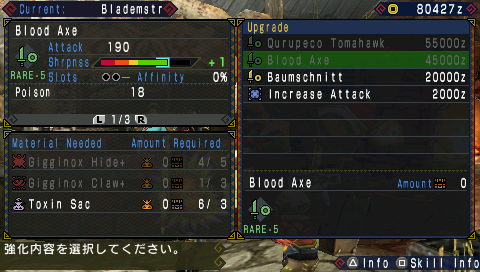 Current: Blademstr
80427z
Blood Axe
Attack 190
Shrpnss +1
RARE-5 Slots Affinity 0%
Poison 18
L 1/3 R
Material Needed Amount Required
Gigginox Hide+ 0 4/ 5
Gigginox Claw+ 0 1/ 3
Toxin Sac 0 6/ 3
強化内容を選択してください。
Upgrade
Qurupeco Tomahawk 55000z
Blood Axe 45000z
Baumschnitt 20000z
Increase Attack 2000z
Blood Axe Amount 0
RARE-5
Info Skill Info